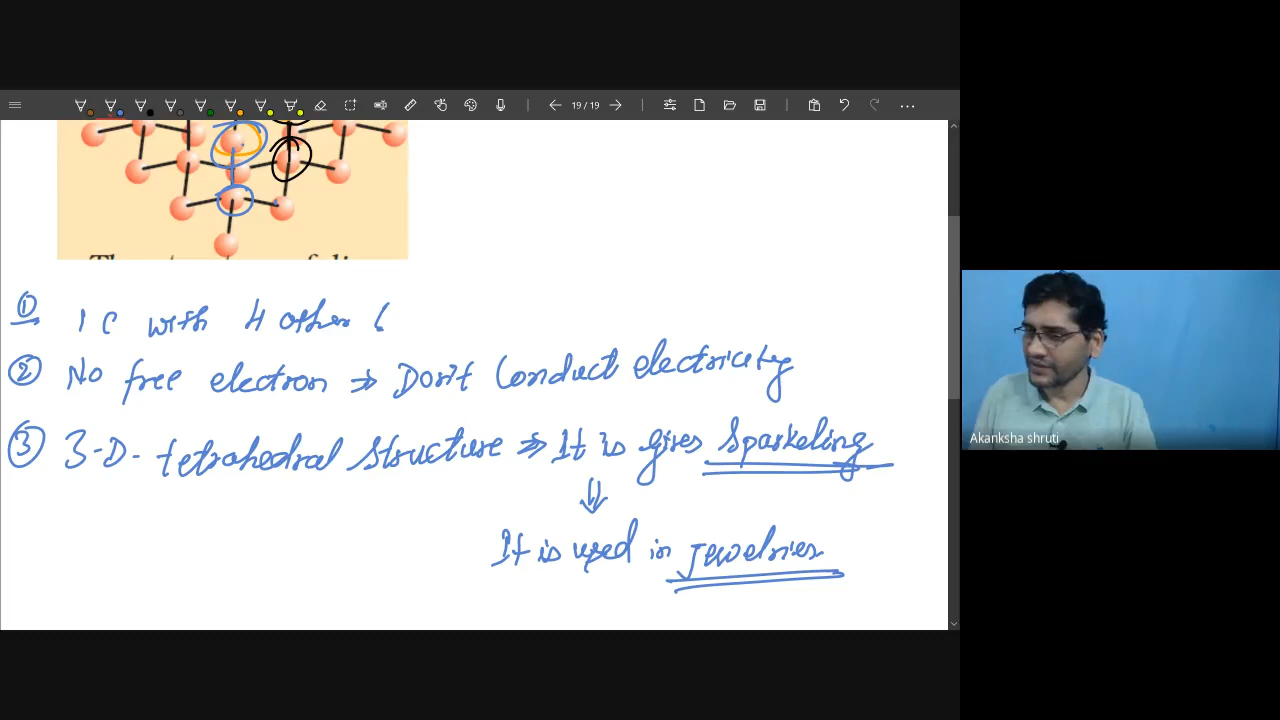 19 / 19
① 1 C with 4 other C
② No free electron ⇒ Don't Conduct electricity
③ 3-D- tetrahedral structure ⇒ It is gives Sparkeling
⇓
It is used in Jewelries
Akanksha shruti